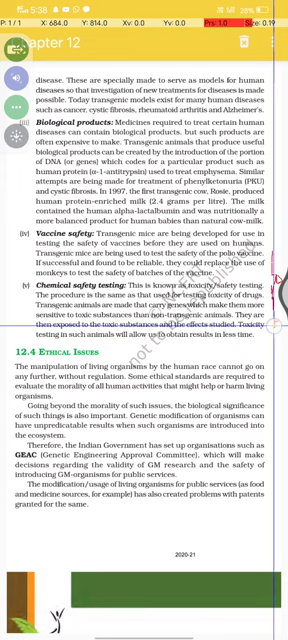 5:38
28%
P: 1 / 1 X: 684.0 Y: 814.0 Xv: 0.0 Yv: 0.0 Prs: 1.0 Size: 0.19
Chapter 12
disease. These are specially made to serve as models for human
diseases so that investigation of new treatments for diseases is made
possible. Today transgenic models exist for many human diseases
such as cancer, cystic fibrosis, rheumatoid arthritis and Alzheimer's.
(iii) Biological products: Medicines required to treat certain human
diseases can contain biological products, but such products are
often expensive to make. Transgenic animals that produce useful
biological products can be created by the introduction of the portion
of DNA (or genes) which codes for a particular product such as
human protein (α-1-antitrypsin) used to treat emphysema. Similar
attempts are being made for treatment of phenylketonuria (PKU)
and cystic fibrosis. In 1997, the first transgenic cow, Rosie, produced
human protein-enriched milk (2.4 grams per litre). The milk
contained the human alpha-lactalbumin and was nutritionally a
more balanced product for human babies than natural cow-milk.
(iv) Vaccine safety: Transgenic mice are being developed for use in
testing the safety of vaccines before they are used on humans.
Transgenic mice are being used to test the safety of the polio vaccine.
If successful and found to be reliable, they could replace the use of
monkeys to test the safety of batches of the vaccine.
(v) Chemical safety testing: This is known as toxicity/safety testing.
The procedure is the same as that used for testing toxicity of drugs.
Transgenic animals are made that carry genes which make them more
sensitive to toxic substances than non-transgenic animals. They are
then exposed to the toxic substances and the effects studied. Toxicity
testing in such animals will allow us to obtain results in less time.
12.4 ETHICAL ISSUES
The manipulation of living organisms by the human race cannot go on
any further, without regulation. Some ethical standards are required to
evaluate the morality of all human activities that might help or harm living
organisms.
Going beyond the morality of such issues, the biological significance
of such things is also important. Genetic modification of organisms can
have unpredicatable results when such organisms are introduced into
the ecosystem.
Therefore, the Indian Government has set up organisations such as
GEAC (Genetic Engineering Approval Committee), which will make
decisions regarding the validity of GM research and the safety of
introducing GM-organisms for public services.
The modification/usage of living organisms for public services (as food
and medicine sources, for example) has also created problems with patents
granted for the same.
2020-21